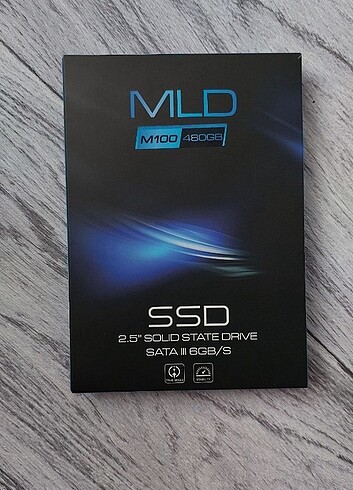 MLD
M100 480GB
SSD
2.5" SOLID STATE DRIVE
SATA III 6GB/S